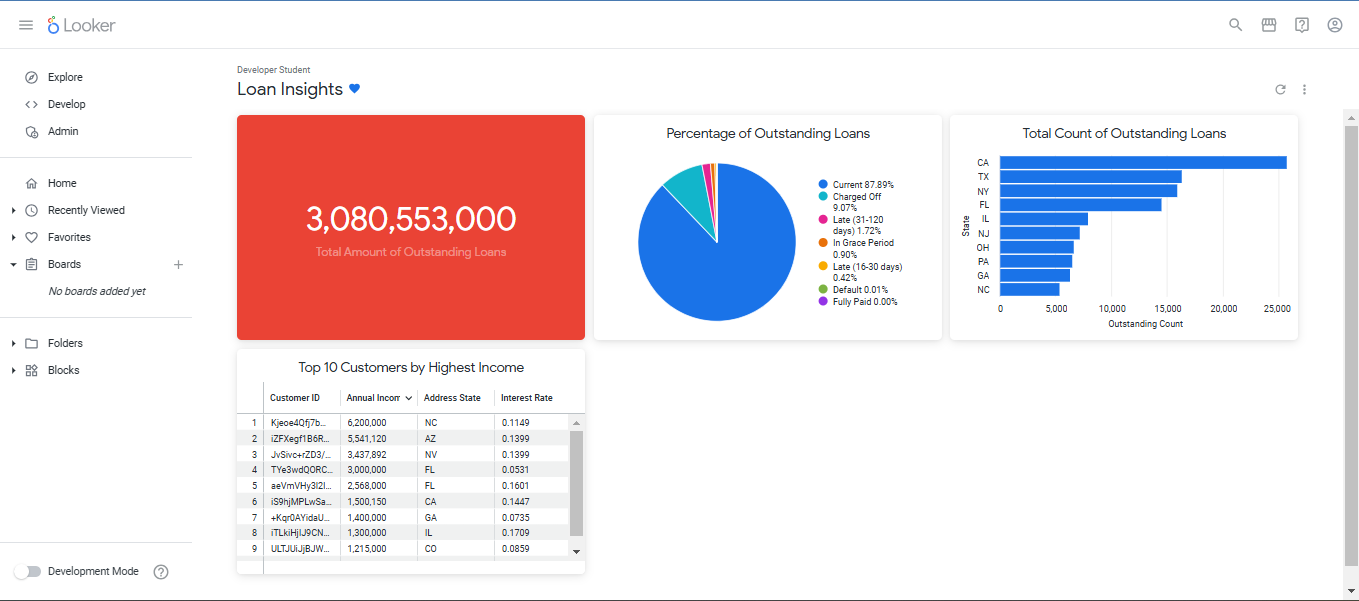 Looker
Explore
Develop
Admin
Home
Recently Viewed
Favorites
Boards
No boards added yet
Folders
Blocks
Development Mode
Developer Student
Loan Insights
3,080,553,000
Total Amount of Outstanding Loans
Percentage of Outstanding Loans
Current 87.89%
Charged Off
9.07%
Late (31-120
days) 1.72%
In Grace Period
0.90%
Late (16-30 days)
0.42%
Default 0.01%
Fully Paid 0.00%
Total Count of Outstanding Loans
State
CA
TX
NY
FL
IL
NJ
OH
PA
GA
NC
0 5,000 10,000 15,000 20,000 25,000
Outstanding Count
Top 10 Customers by Highest Income
Customer ID Annual Incom Address State Interest Rate
1 Kjeoe4Qfj7b... 6,200,000 NC 0.1149
2 iZFXegf1B6R... 5,541,120 AZ 0.1399
3 JvSivc+rZD3/... 3,437,892 NV 0.1399
4 TYe3wdQORC... 3,000,000 FL 0.0531
5 aeVmVHy3I2I... 2,568,000 FL 0.1601
6 iS9hjMPLwSa... 1,500,150 CA 0.1447
7 +Kqr0AYidaU... 1,400,000 GA 0.0735
8 iTLkiHjIJ9CN... 1,300,000 IL 0.1709
9 ULTJUiJjBJW... 1,215,000 CO 0.0859